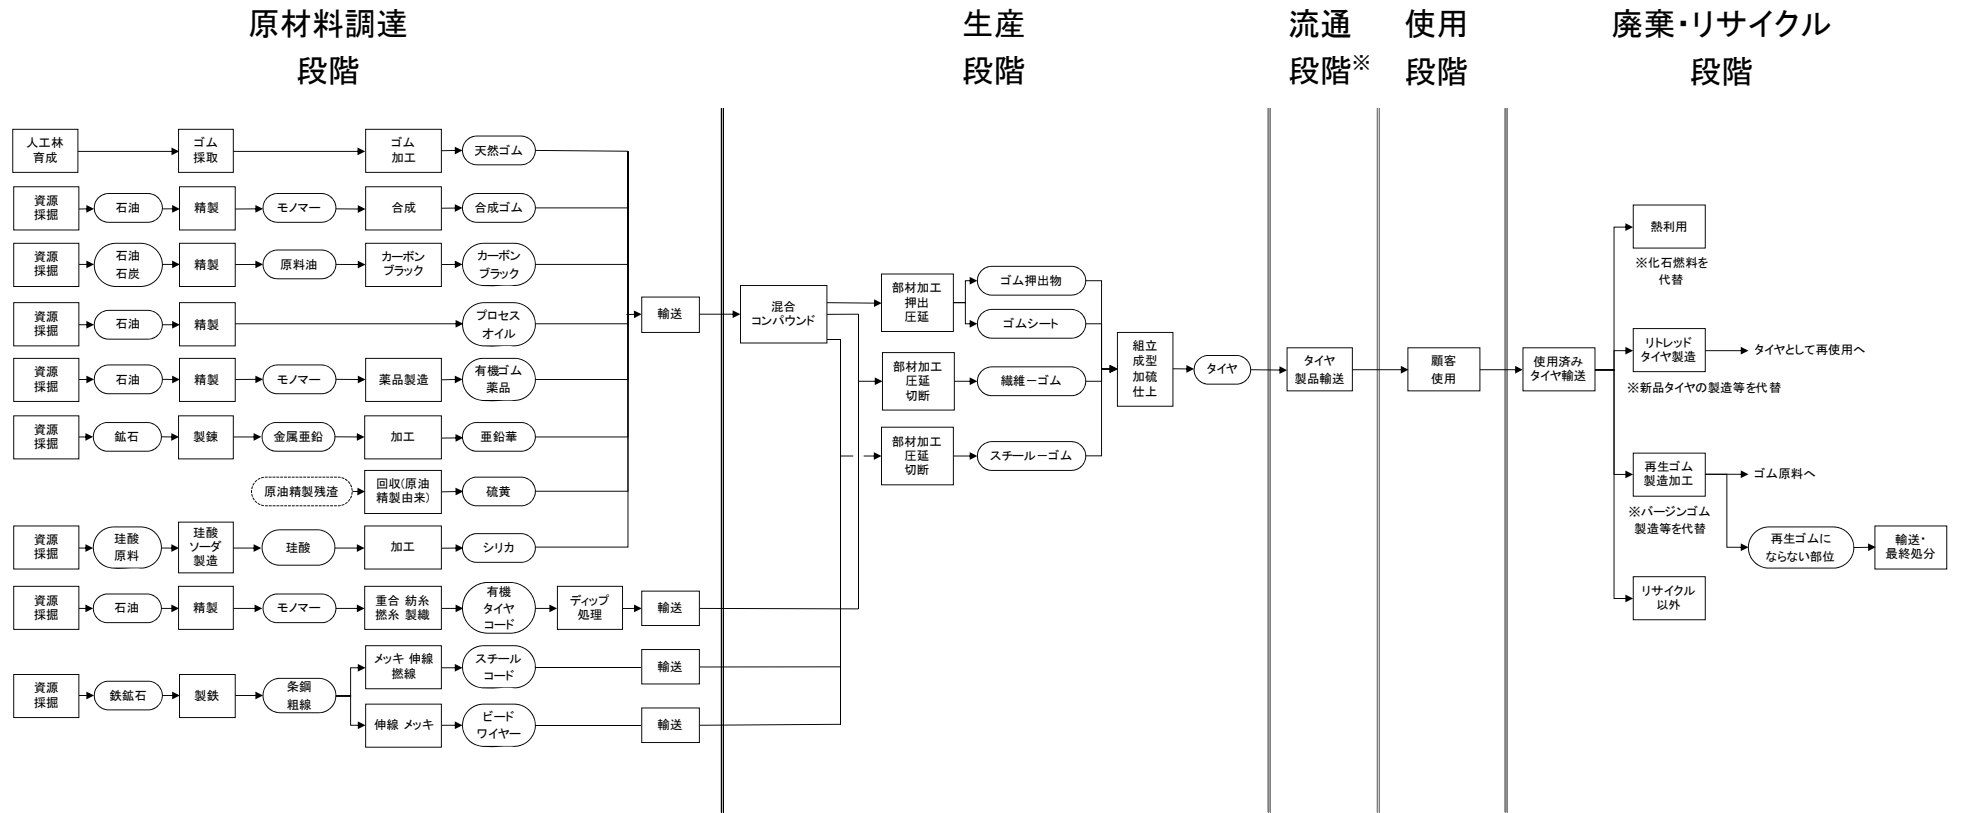 原材料調達
段階
生産
段階
流通
段階※
使用
段階
廃棄・リサイクル
段階
人工林
育成
ゴム
採取
ゴム
加工
天然ゴム
資源
採掘
石油
精製
モノマー
合成
合成ゴム
資源
採掘
石油
石炭
精製
原料油
カーボン
ブラック
カーボン
ブラック
資源
採掘
石油
精製
プロセス
オイル
資源
採掘
石油
精製
モノマー
薬品製造
有機ゴム
薬品
資源
採掘
鉱石
製錬
金属亜鉛
加工
亜鉛華
原油精製残渣
回収(原油
精製由来)
硫黄
資源
採掘
珪酸
原料
珪酸
ソーダ
製造
珪酸
加工
シリカ
輸送
資源
採掘
石油
精製
モノマー
重合 紡糸
撚糸 製織
有機
タイヤ
コード
ディップ
処理
輸送
資源
採掘
鉄鉱石
製鉄
条鋼
粗線
メッキ 伸線
撚線
スチール
コード
輸送
伸線 メッキ
ビード
ワイヤー
輸送
混合
コンパウンド
部材加工
押出
圧延
ゴム押出物
ゴムシート
部材加工
圧延
切断
繊維－ゴム
部材加工
圧延
切断
スチール－ゴム
組立
成型
加硫
仕上
タイヤ
タイヤ
製品輸送
顧客
使用
使用済み
タイヤ輸送
熱利用
※化石燃料を
代替
リトレッド
タイヤ製造
タイヤとして再使用へ
※新品タイヤの製造等を代替
再生ゴム
製造加工
ゴム原料へ
※バージンゴム
製造等を代替
再生ゴムに
ならない部位
輸送・
最終処分
リサイクル
以外